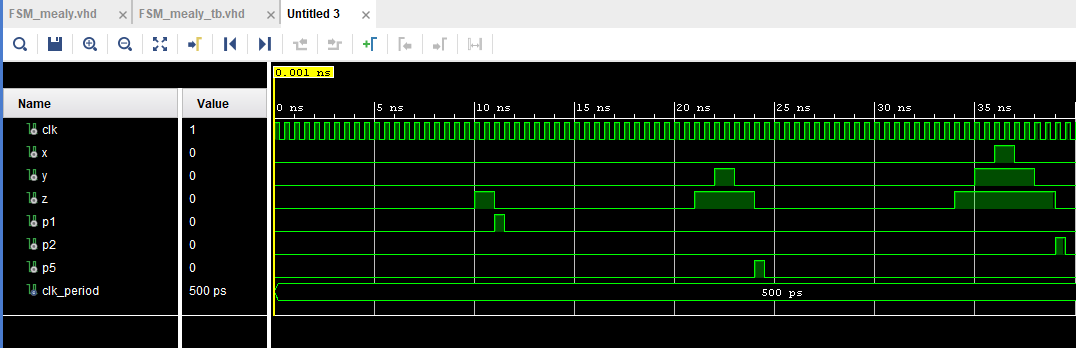 FSM_mealy.vhd × FSM_mealy_tb.vhd × Untitled 3 ×
0.001 ns
Name Value
0 ns 5 ns 10 ns 15 ns 20 ns 25 ns 30 ns 35 ns
clk 1
x 0
y 0
z 0
p1 0
p2 0
p5 0
clk_period 500 ps 500 ps